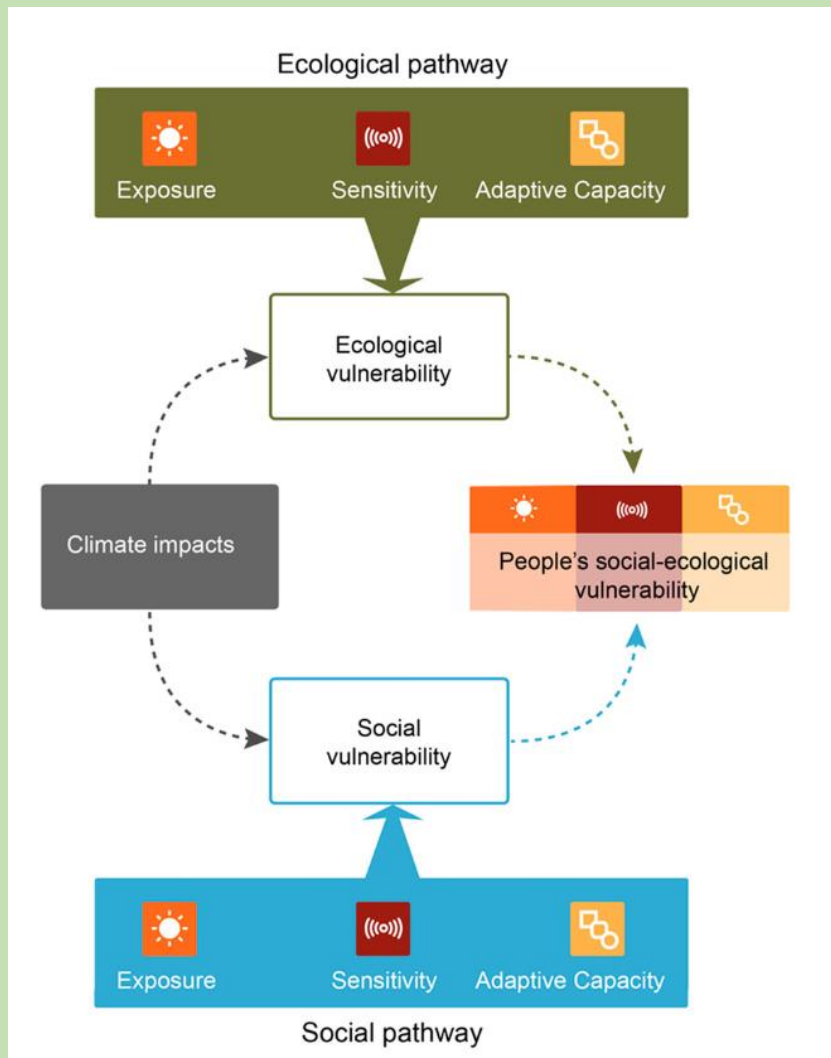 Ecological pathway
Exposure
Sensitivity
Adaptive Capacity
Ecological
vulnerability
Climate impacts
People's social-ecological
vulnerability
Social
vulnerability
Exposure
Sensitivity
Adaptive Capacity
Social pathway